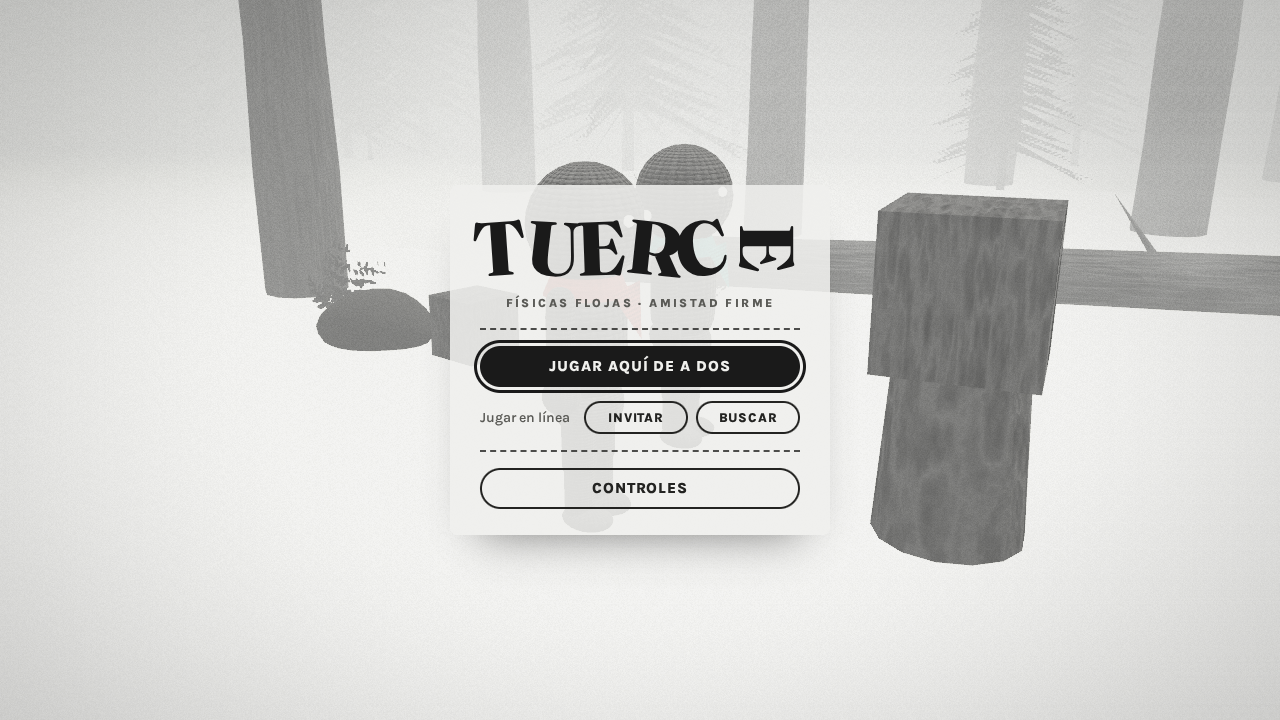 TUERCE
FÍSICAS FLOJAS · AMISTAD FIRME
JUGAR AQUÍ DE A DOS
Jugar en línea INVITAR BUSCAR
CONTROLES